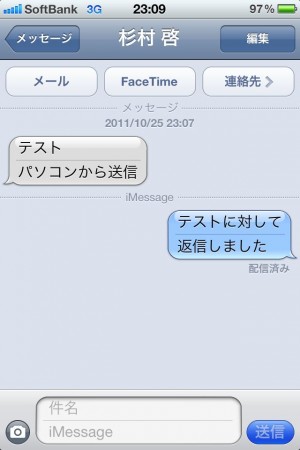 SoftBank 3G 23:09 97%
メッセージ 杉村 啓 編集
メール FaceTime 連絡先
メッセージ
2011/10/25 23:07
テスト
パソコンから送信
iMessage
テストに対して
返信しました
配信済み
件名
iMessage
送信